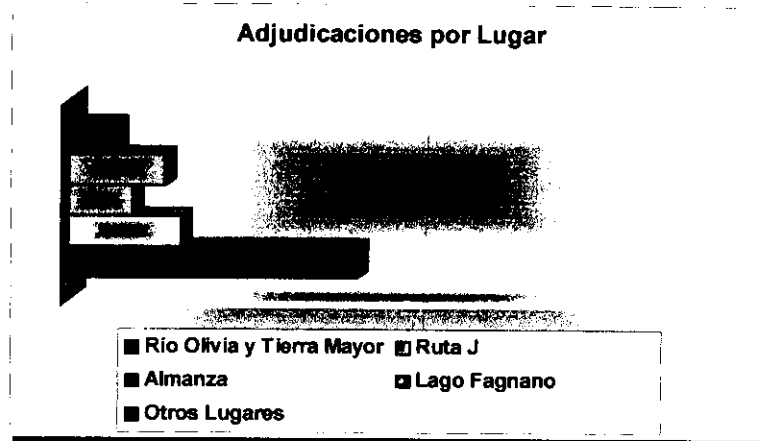 Adjudicaciones por Lugar
Río Olivia y Tierra Mayor Ruta J
Almanza Lago Fagnano
Otros Lugares